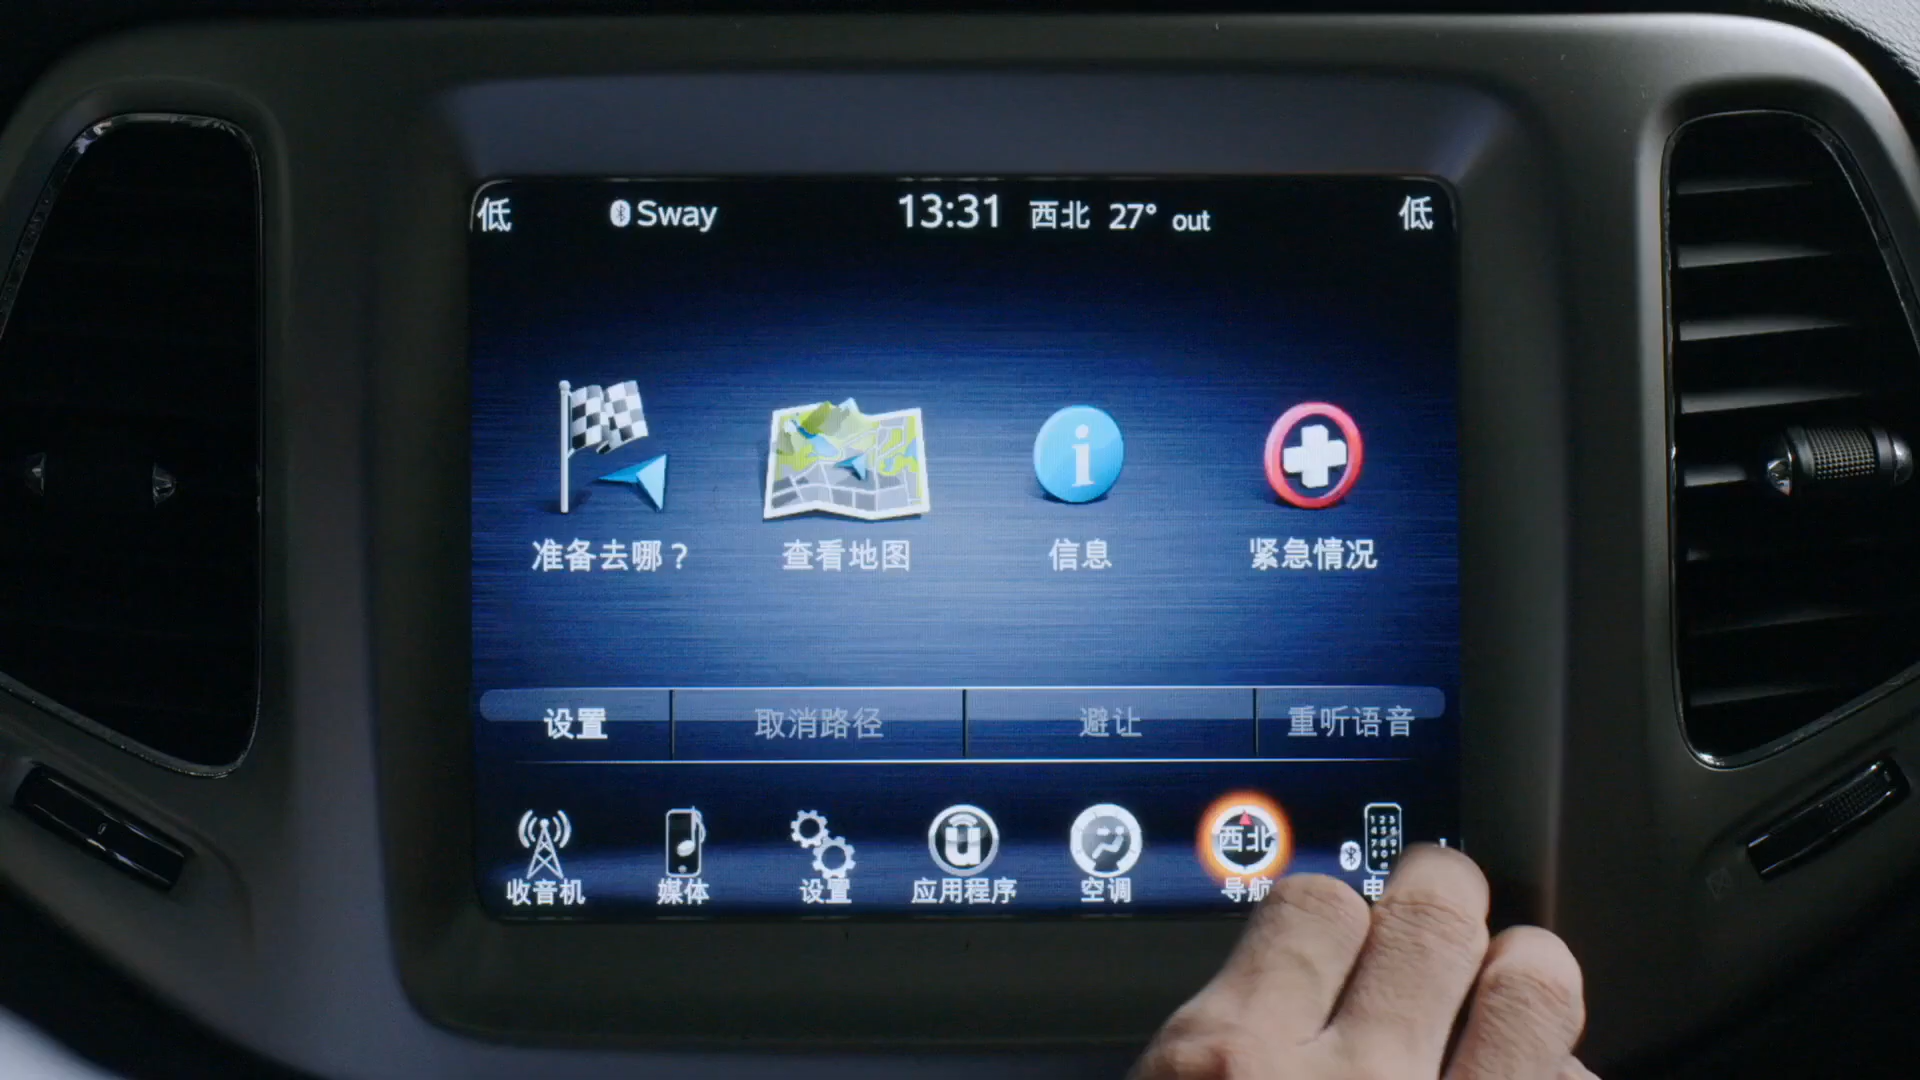 低 Sway 13:31 西北 27° out 低
准备去哪？ 查看地图 信息 紧急情况
设置 取消路径 避让 重听语音
西北
收音机 媒体 设置 应用程序 空调 导航 电